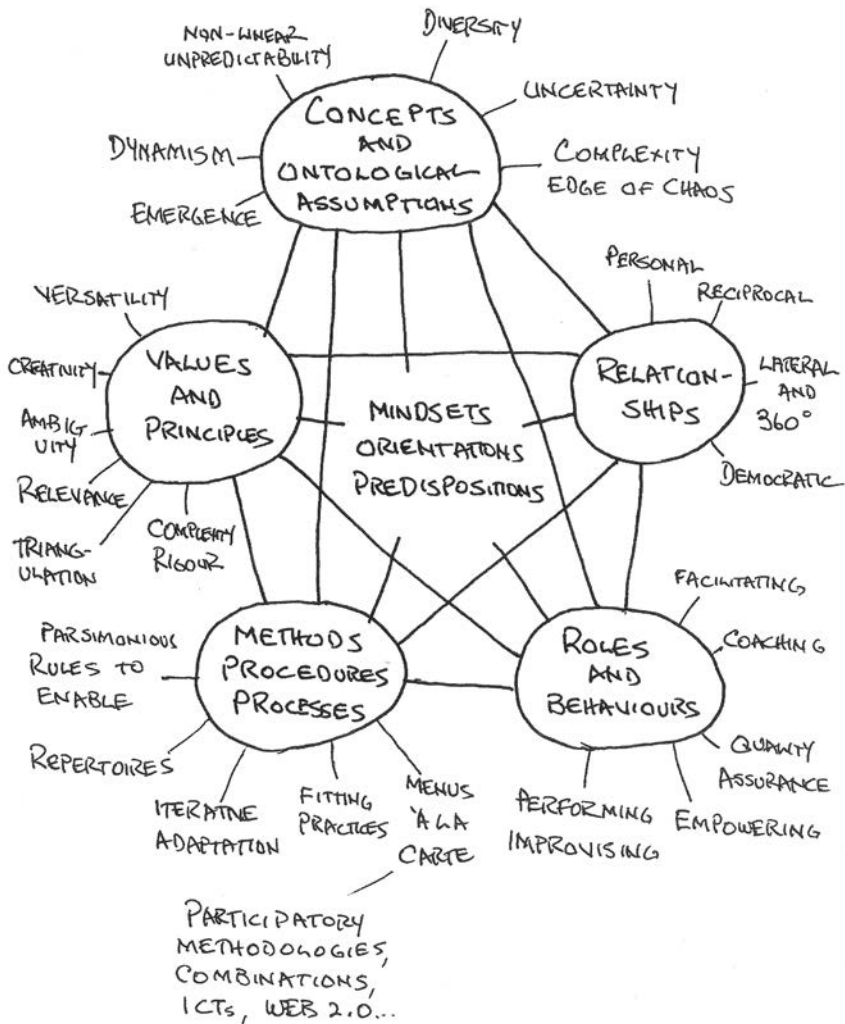 NON-LINEAR
UNPREDICTABILITY
DIVERSITY
UNCERTAINTY
DYNAMISM
COMPLEXITY
EDGE OF CHAOS
EMERGENCE
CONCEPTS
AND
ONTOLOGICAL
ASSUMPTIONS
PERSONAL
RECIPROCAL
LATERAL
AND
360°
DEMOCRATIC
RELATION-
SHIPS
VERSATILITY
CREATIVITY
AMBIG
UITY
RELEVANCE
TRIANG-
ULATION
COMPLEXITY
RIGOUR
VALUES
AND
PRINCIPLES
MINDSETS
ORIENTATIONS
PREDISPOSITIONS
METHODS
PROCEDURES
PROCESSES
PARSIMONIOUS
RULES TO
ENABLE
REPERTOIRES
ITERATIVE
ADAPTATION
FITTING
PRACTICES
MENUS
'A LA
CARTE
PARTICIPATORY
METHODOLOGIES,
COMBINATIONS,
ICTs, WEB 2.0...
ROLES
AND
BEHAVIOURS
FACILITATING
COACHING
QUALITY
ASSURANCE
EMPOWERING
PERFORMING
IMPROVISING